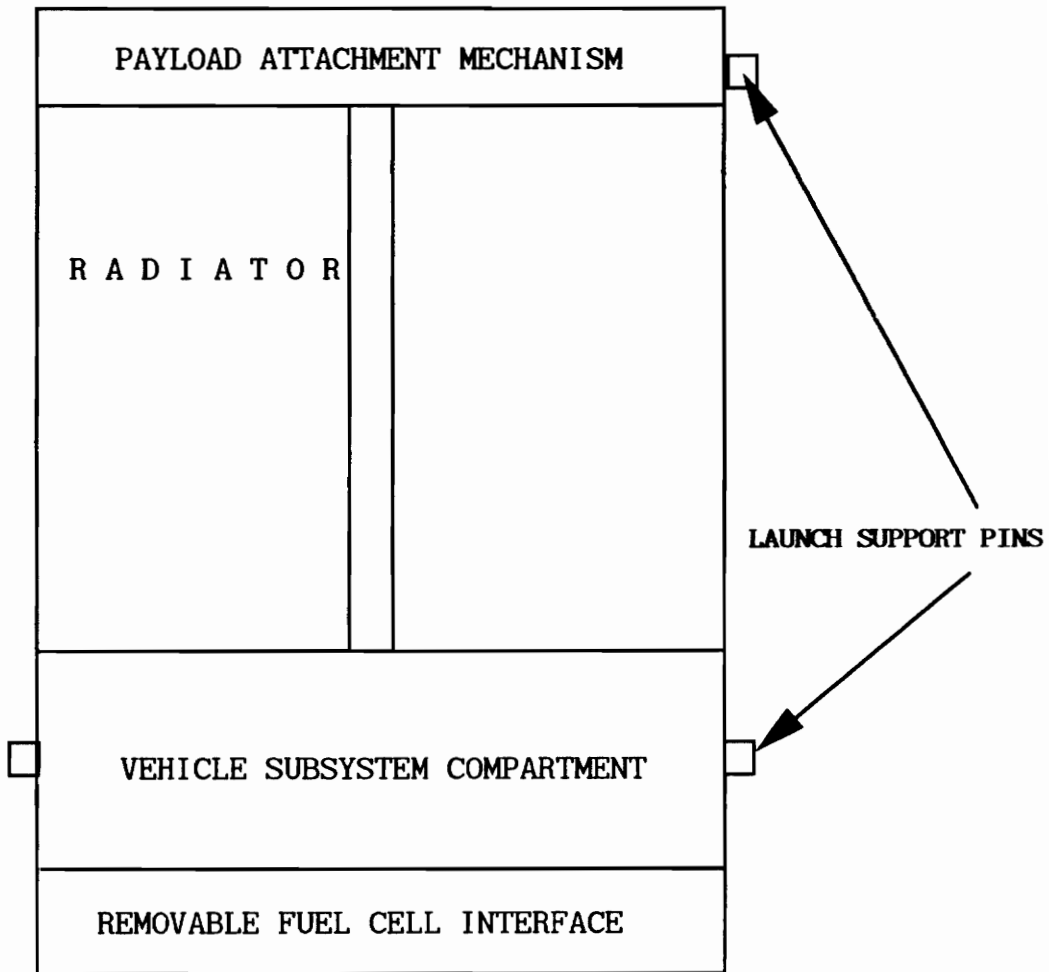 PAYLOAD ATTACHMENT MECHANISM
R A D I A T O R
LAUNCH SUPPORT PINS
VEHICLE SUBSYSTEM COMPARTMENT
REMOVABLE FUEL CELL INTERFACE